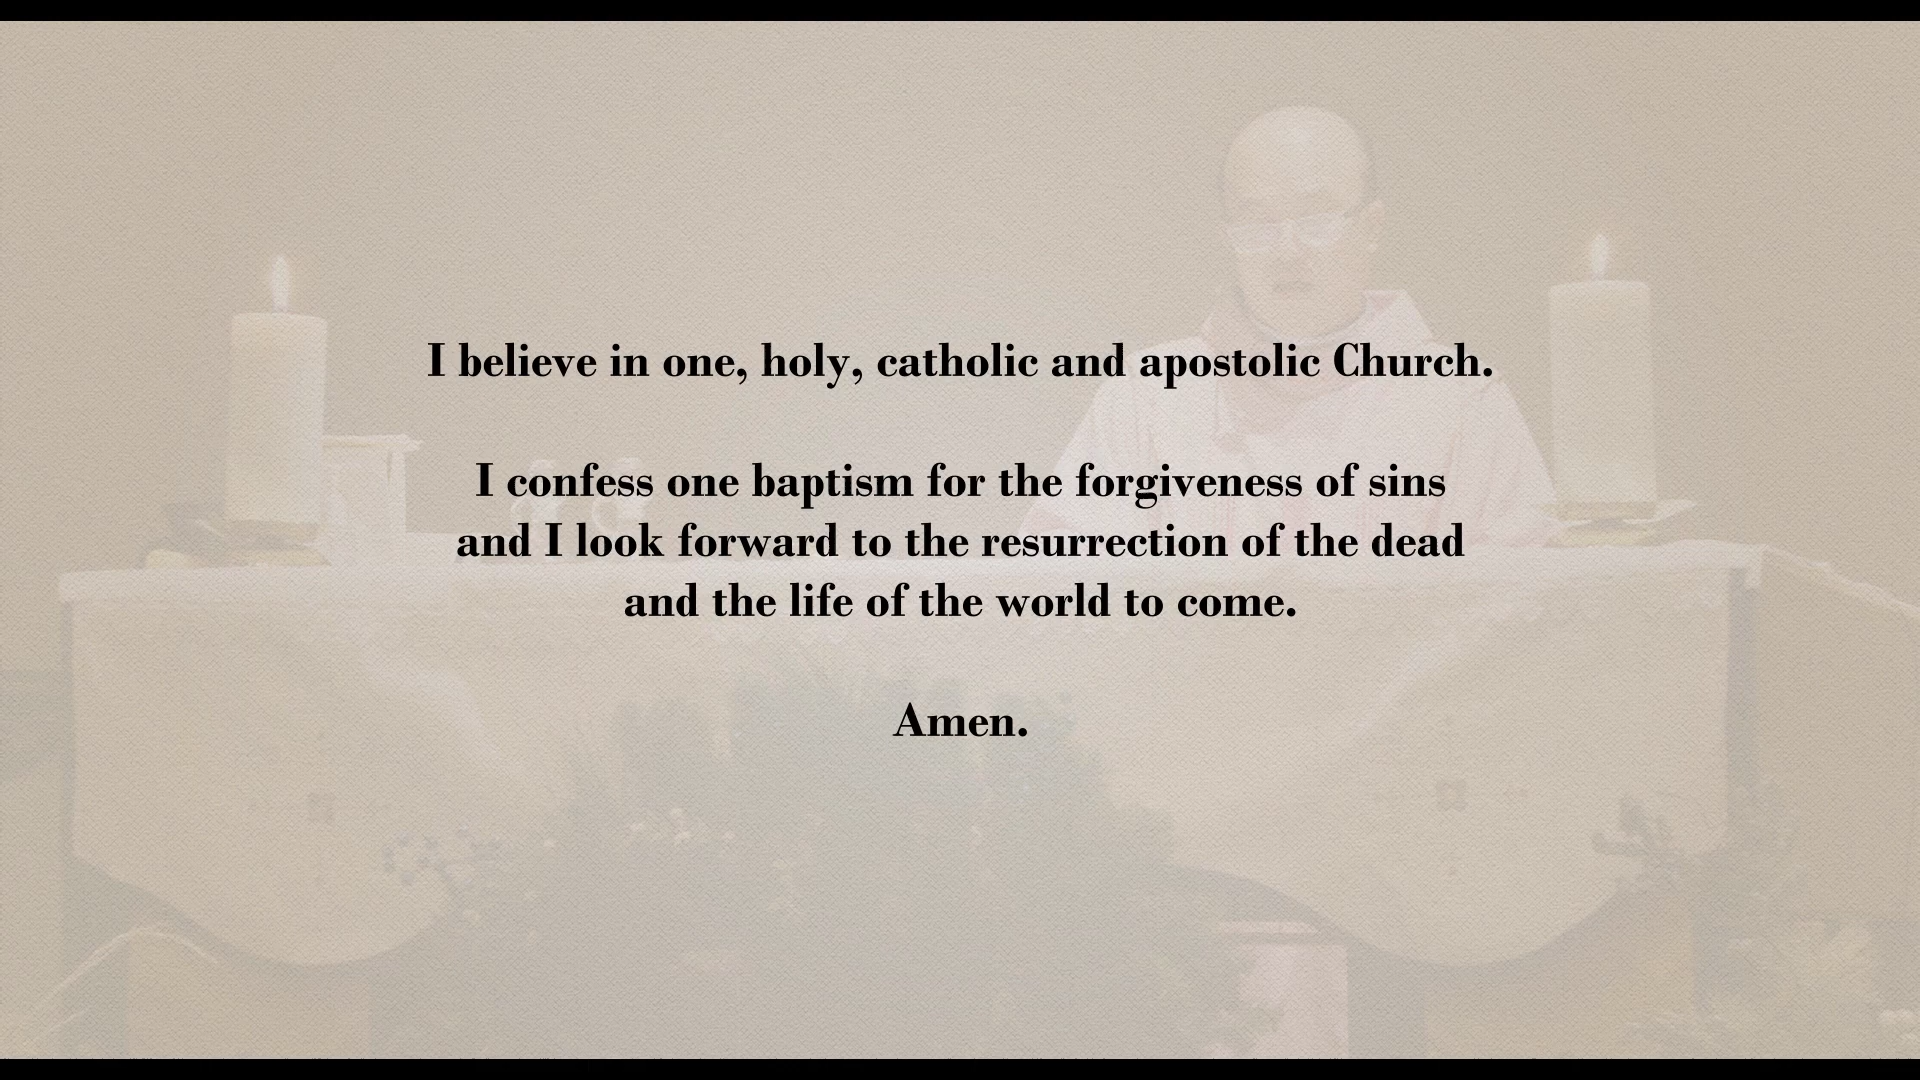 I believe in one, holy, catholic and apostolic Church.
I confess one baptism for the forgiveness of sins
and I look forward to the resurrection of the dead
and the life of the world to come.
Amen.